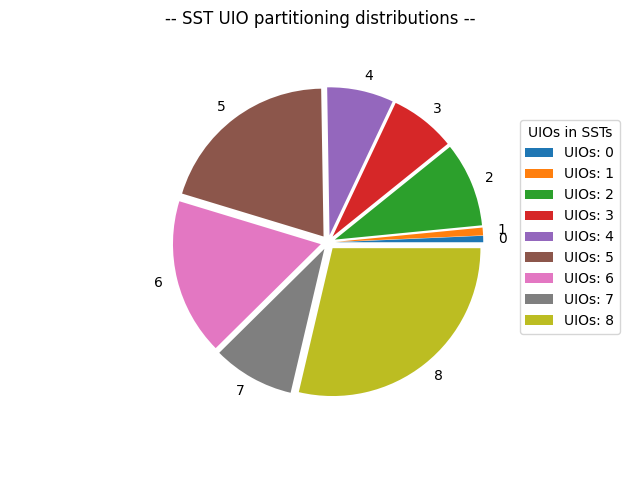 -- SST UIO partitioning distributions --
4
5
3
2
1
0
6
7
8
UIOs in SSTs
UIOs: 0
UIOs: 1
UIOs: 2
UIOs: 3
UIOs: 4
UIOs: 5
UIOs: 6
UIOs: 7
UIOs: 8